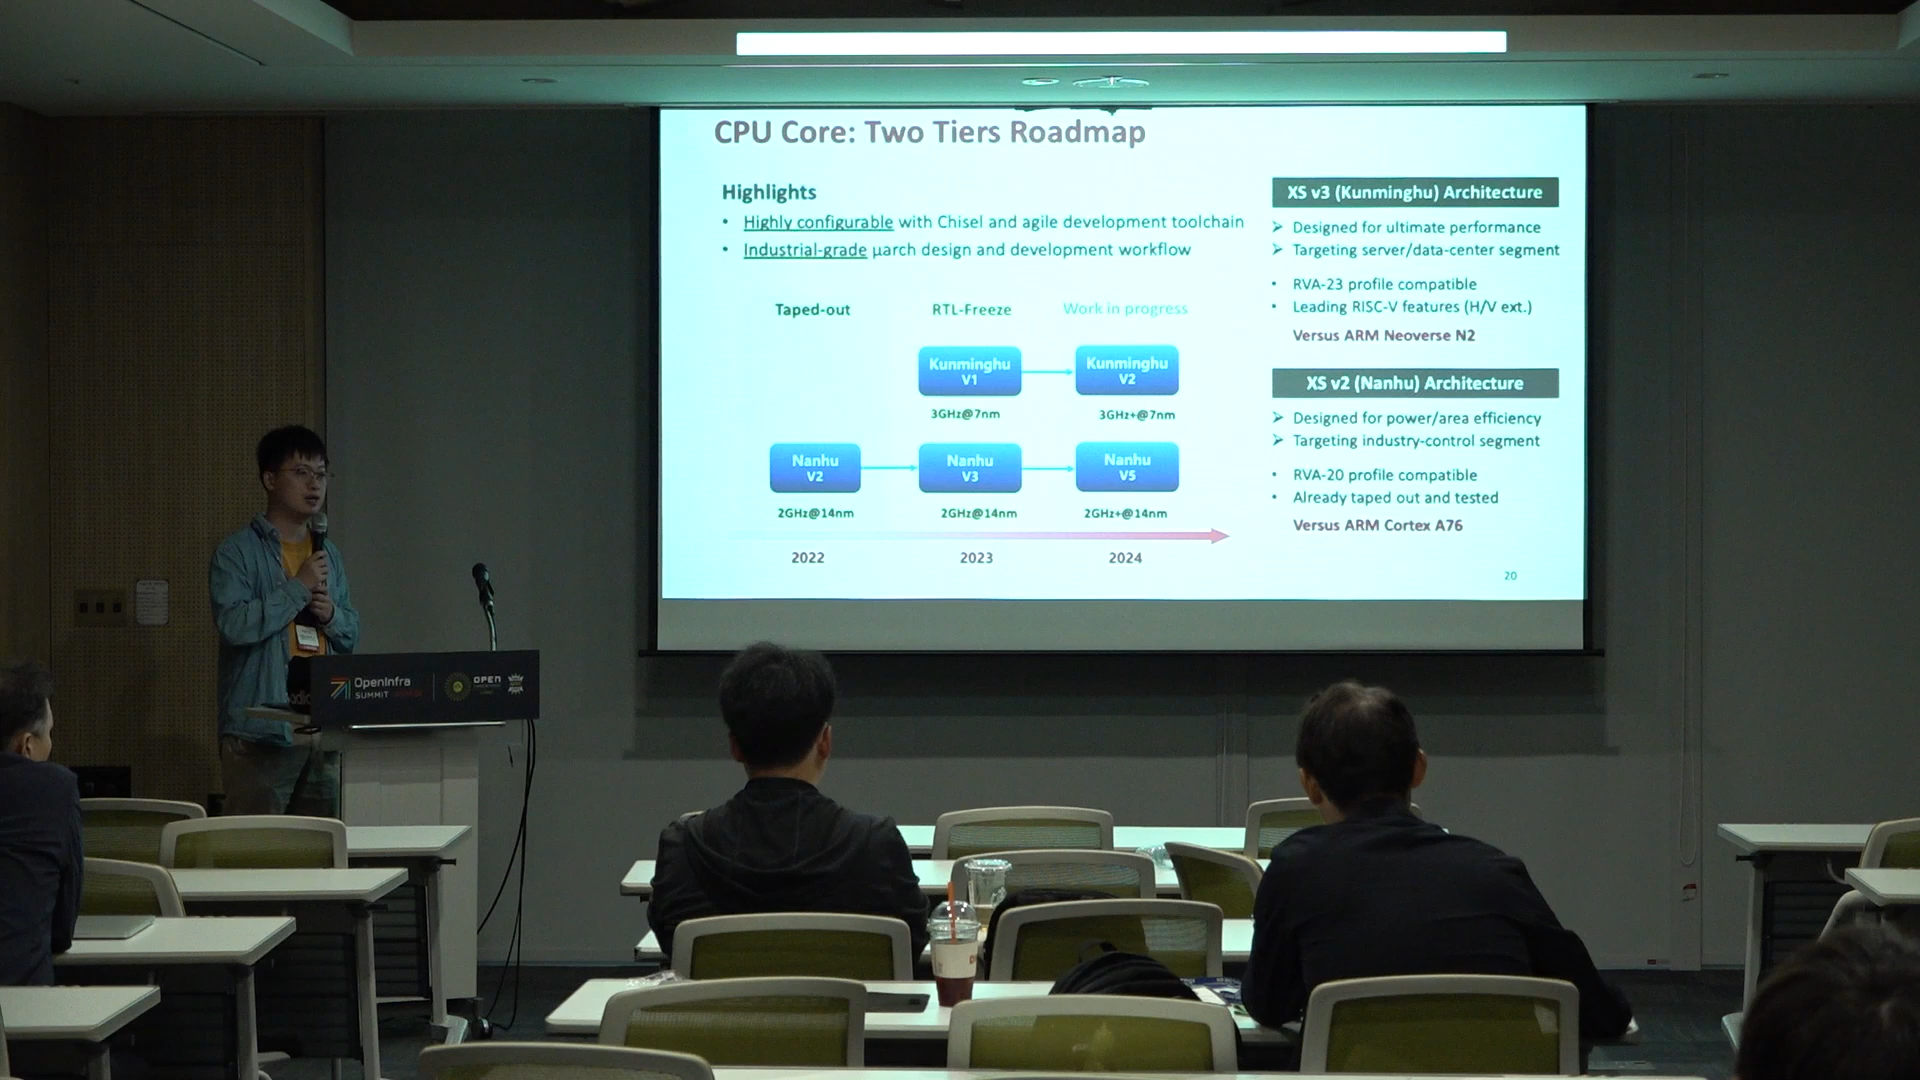 CPU Core: Two Tiers Roadmap
Highlights
• Highly configurable with Chisel and agile development toolchain
• Industrial-grade μarch design and development workflow
Taped-out
RTL-Freeze
Work in progress
Kunminghu
V1
Kunminghu
V2
3GHz@7nm
3GHz+@7nm
Nanhu
V2
Nanhu
V3
Nanhu
V5
2GHz@14nm
2GHz@14nm
2GHz+@14nm
2022
2023
2024
XS v3 (Kunminghu) Architecture
➢ Designed for ultimate performance
➢ Targeting server/data-center segment
• RVA-23 profile compatible
• Leading RISC-V features (H/V ext.)
Versus ARM Neoverse N2
XS v2 (Nanhu) Architecture
➢ Designed for power/area efficiency
➢ Targeting industry-control segment
• RVA-20 profile compatible
• Already taped out and tested
Versus ARM Cortex A76
20
OpenInfra
SUMMIT
OPEN